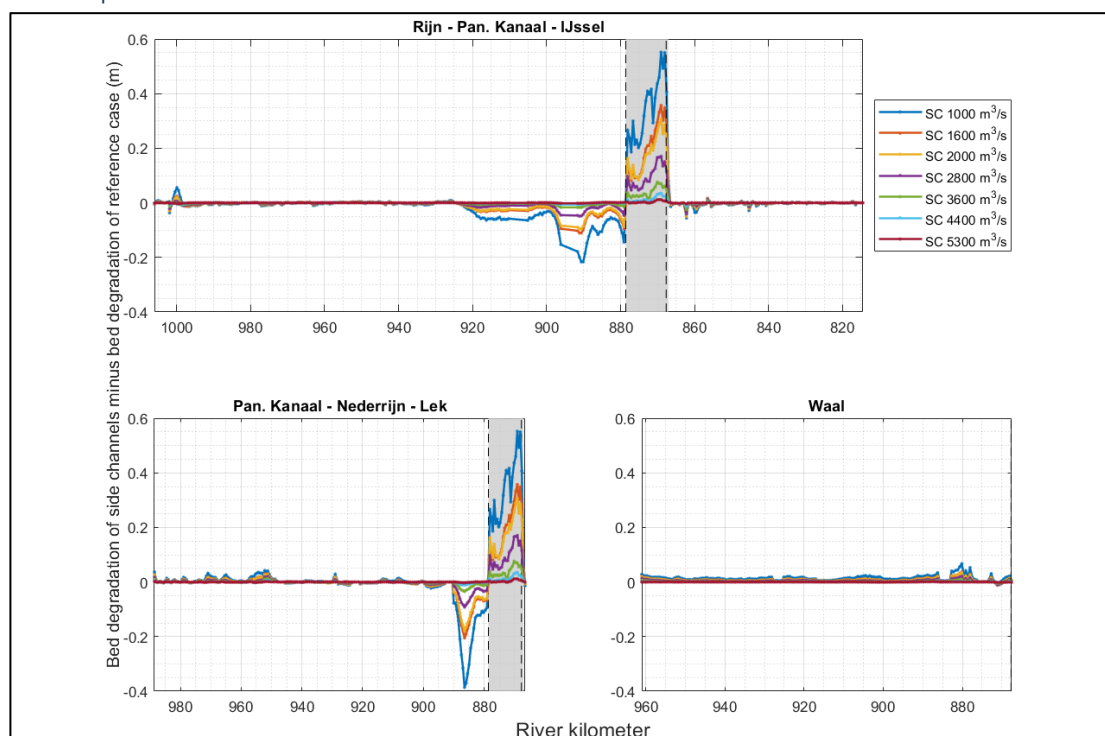 Rijn - Pan. Kanaal - IJssel
0.6
0.4
0.2
0
-0.2
-0.4
1000 980 960 940 920 900 880 860 840 820
SC 1000 m³/s
SC 1600 m³/s
SC 2000 m³/s
SC 2800 m³/s
SC 3600 m³/s
SC 4400 m³/s
SC 5300 m³/s
Bed degradation of side channels minus bed degradation of reference case (m)
Pan. Kanaal - Nederrijn - Lek
0.6
0.4
0.2
0
-0.2
-0.4
980 960 940 920 900 880
Waal
0.6
0.4
0.2
0
-0.2
-0.4
960 940 920 900 880
River kilometer